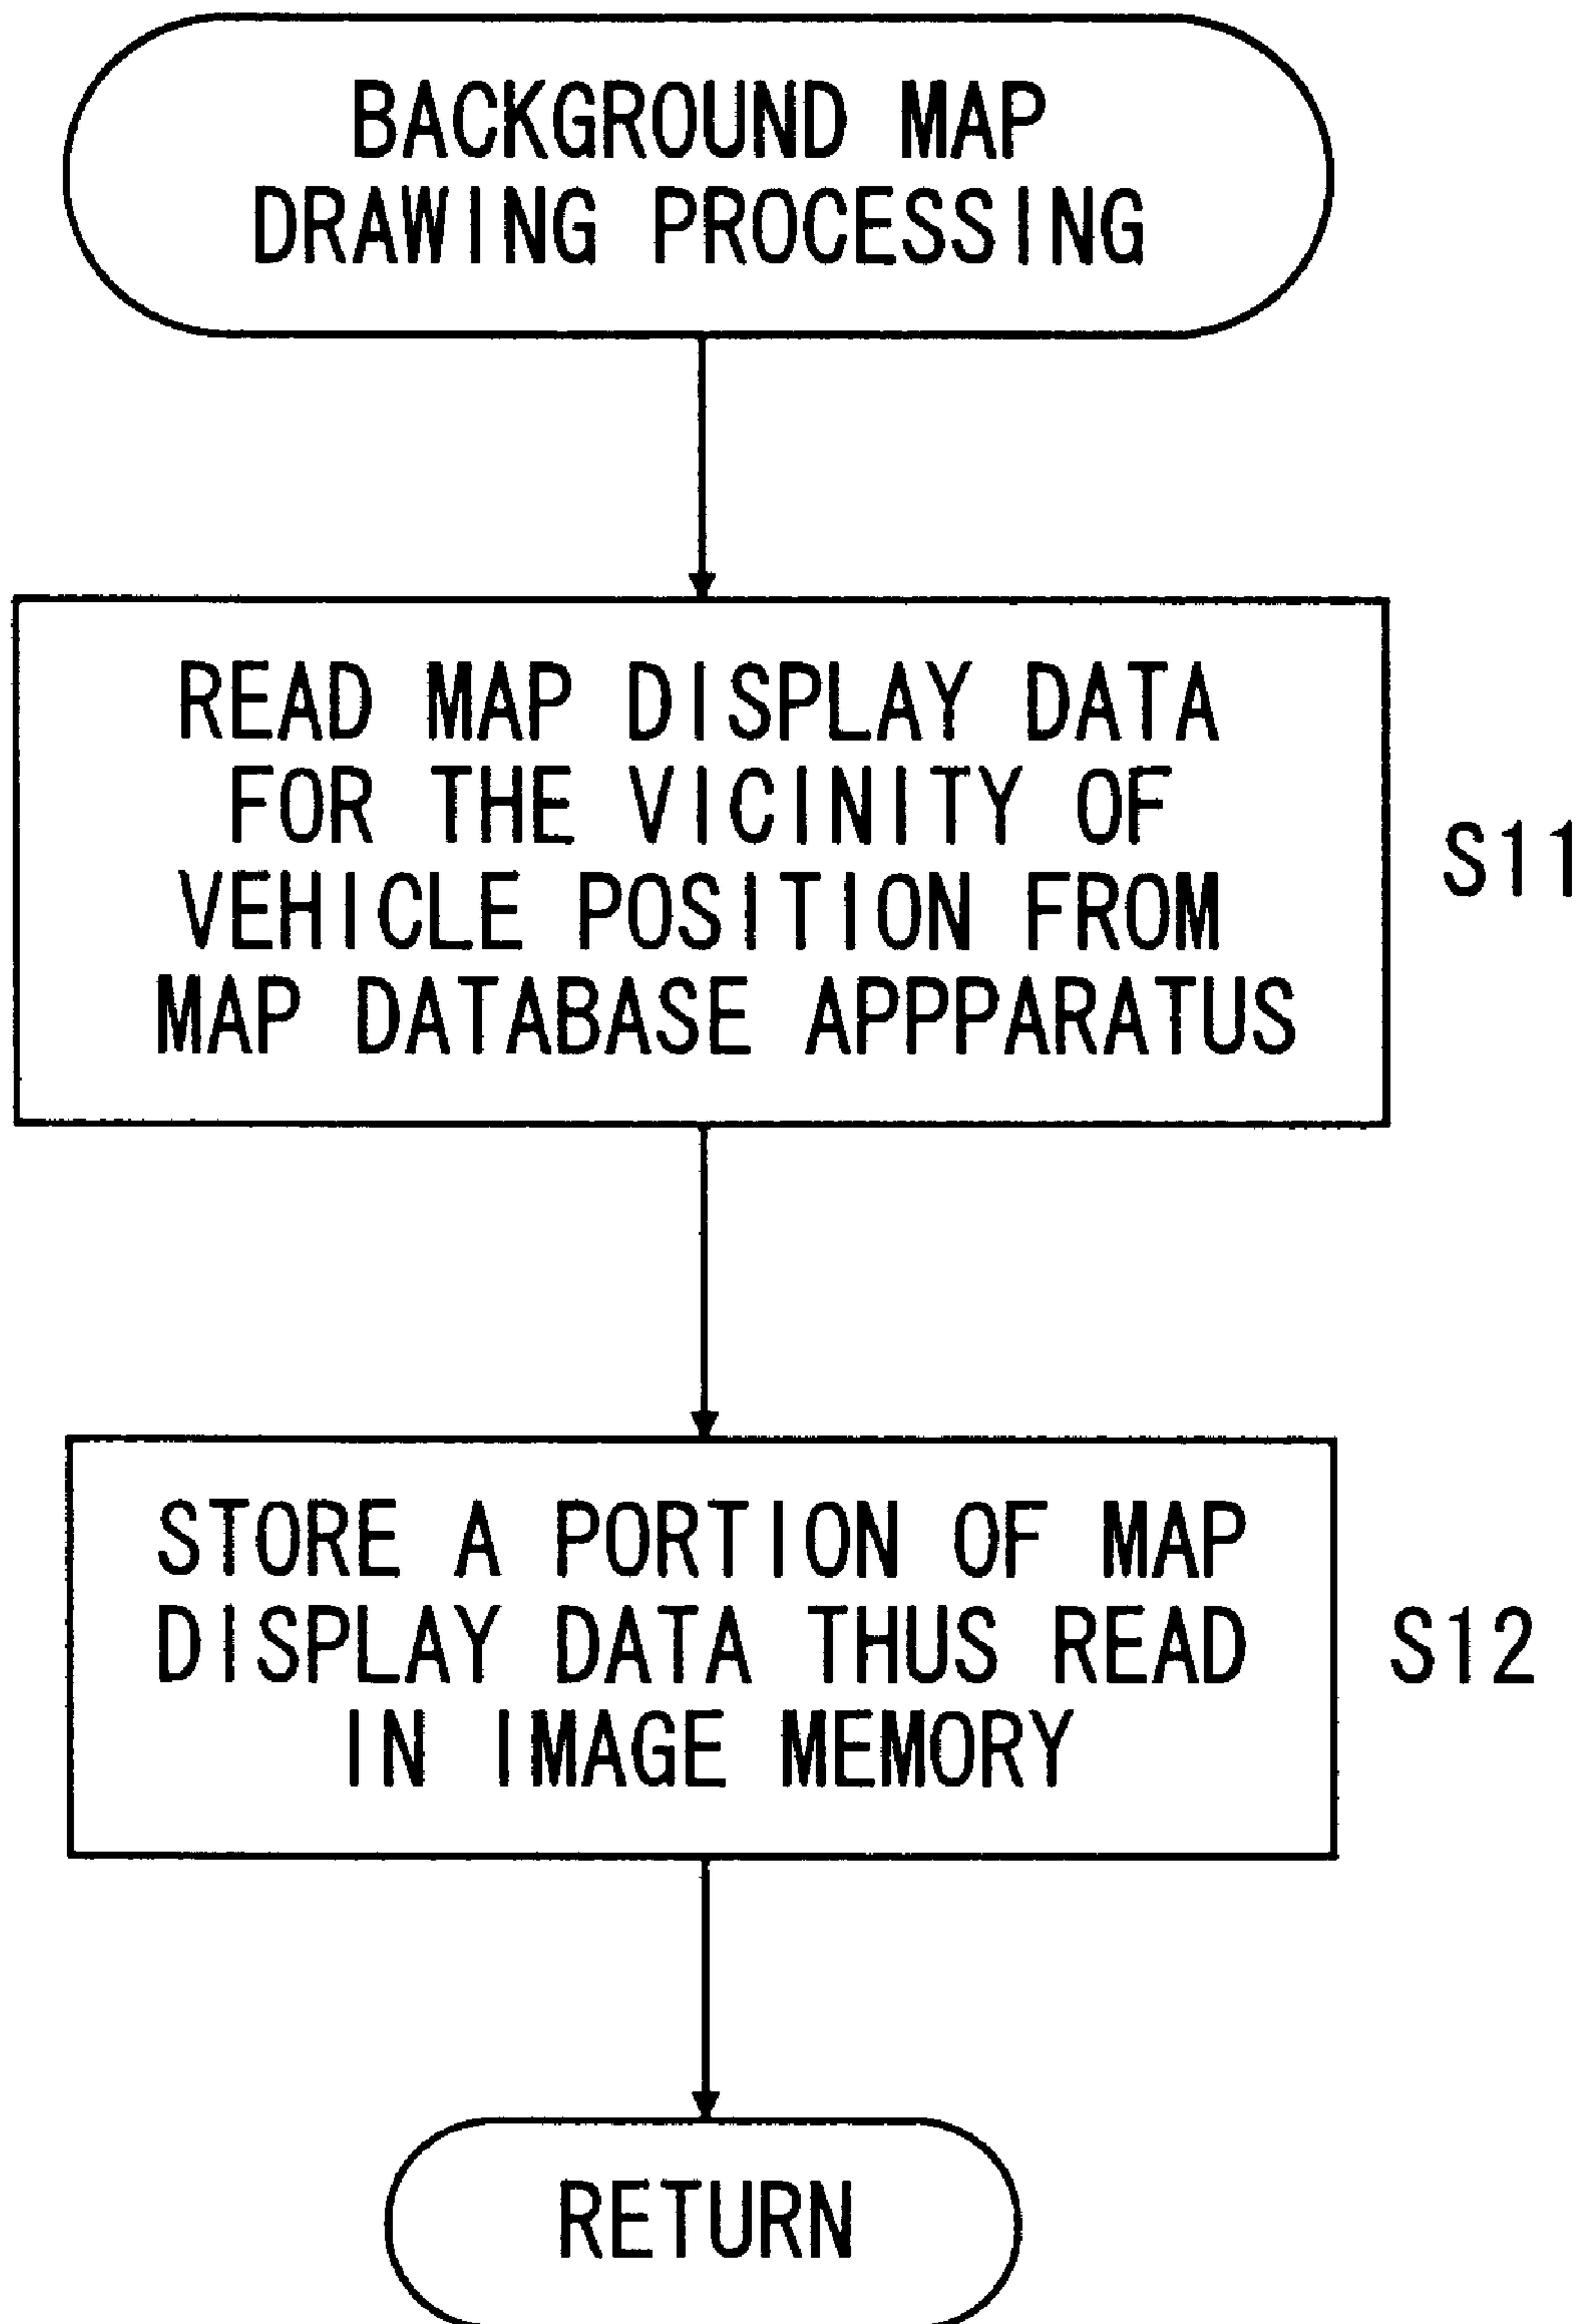 BACKGROUND MAP
DRAWING PROCESSING
READ MAP DISPLAY DATA
FOR THE VICINITY OF
VEHICLE POSITION FROM
MAP DATABASE APPPARATUS
S11
STORE A PORTION OF MAP
DISPLAY DATA THUS READ
IN IMAGE MEMORY
S12
RETURN